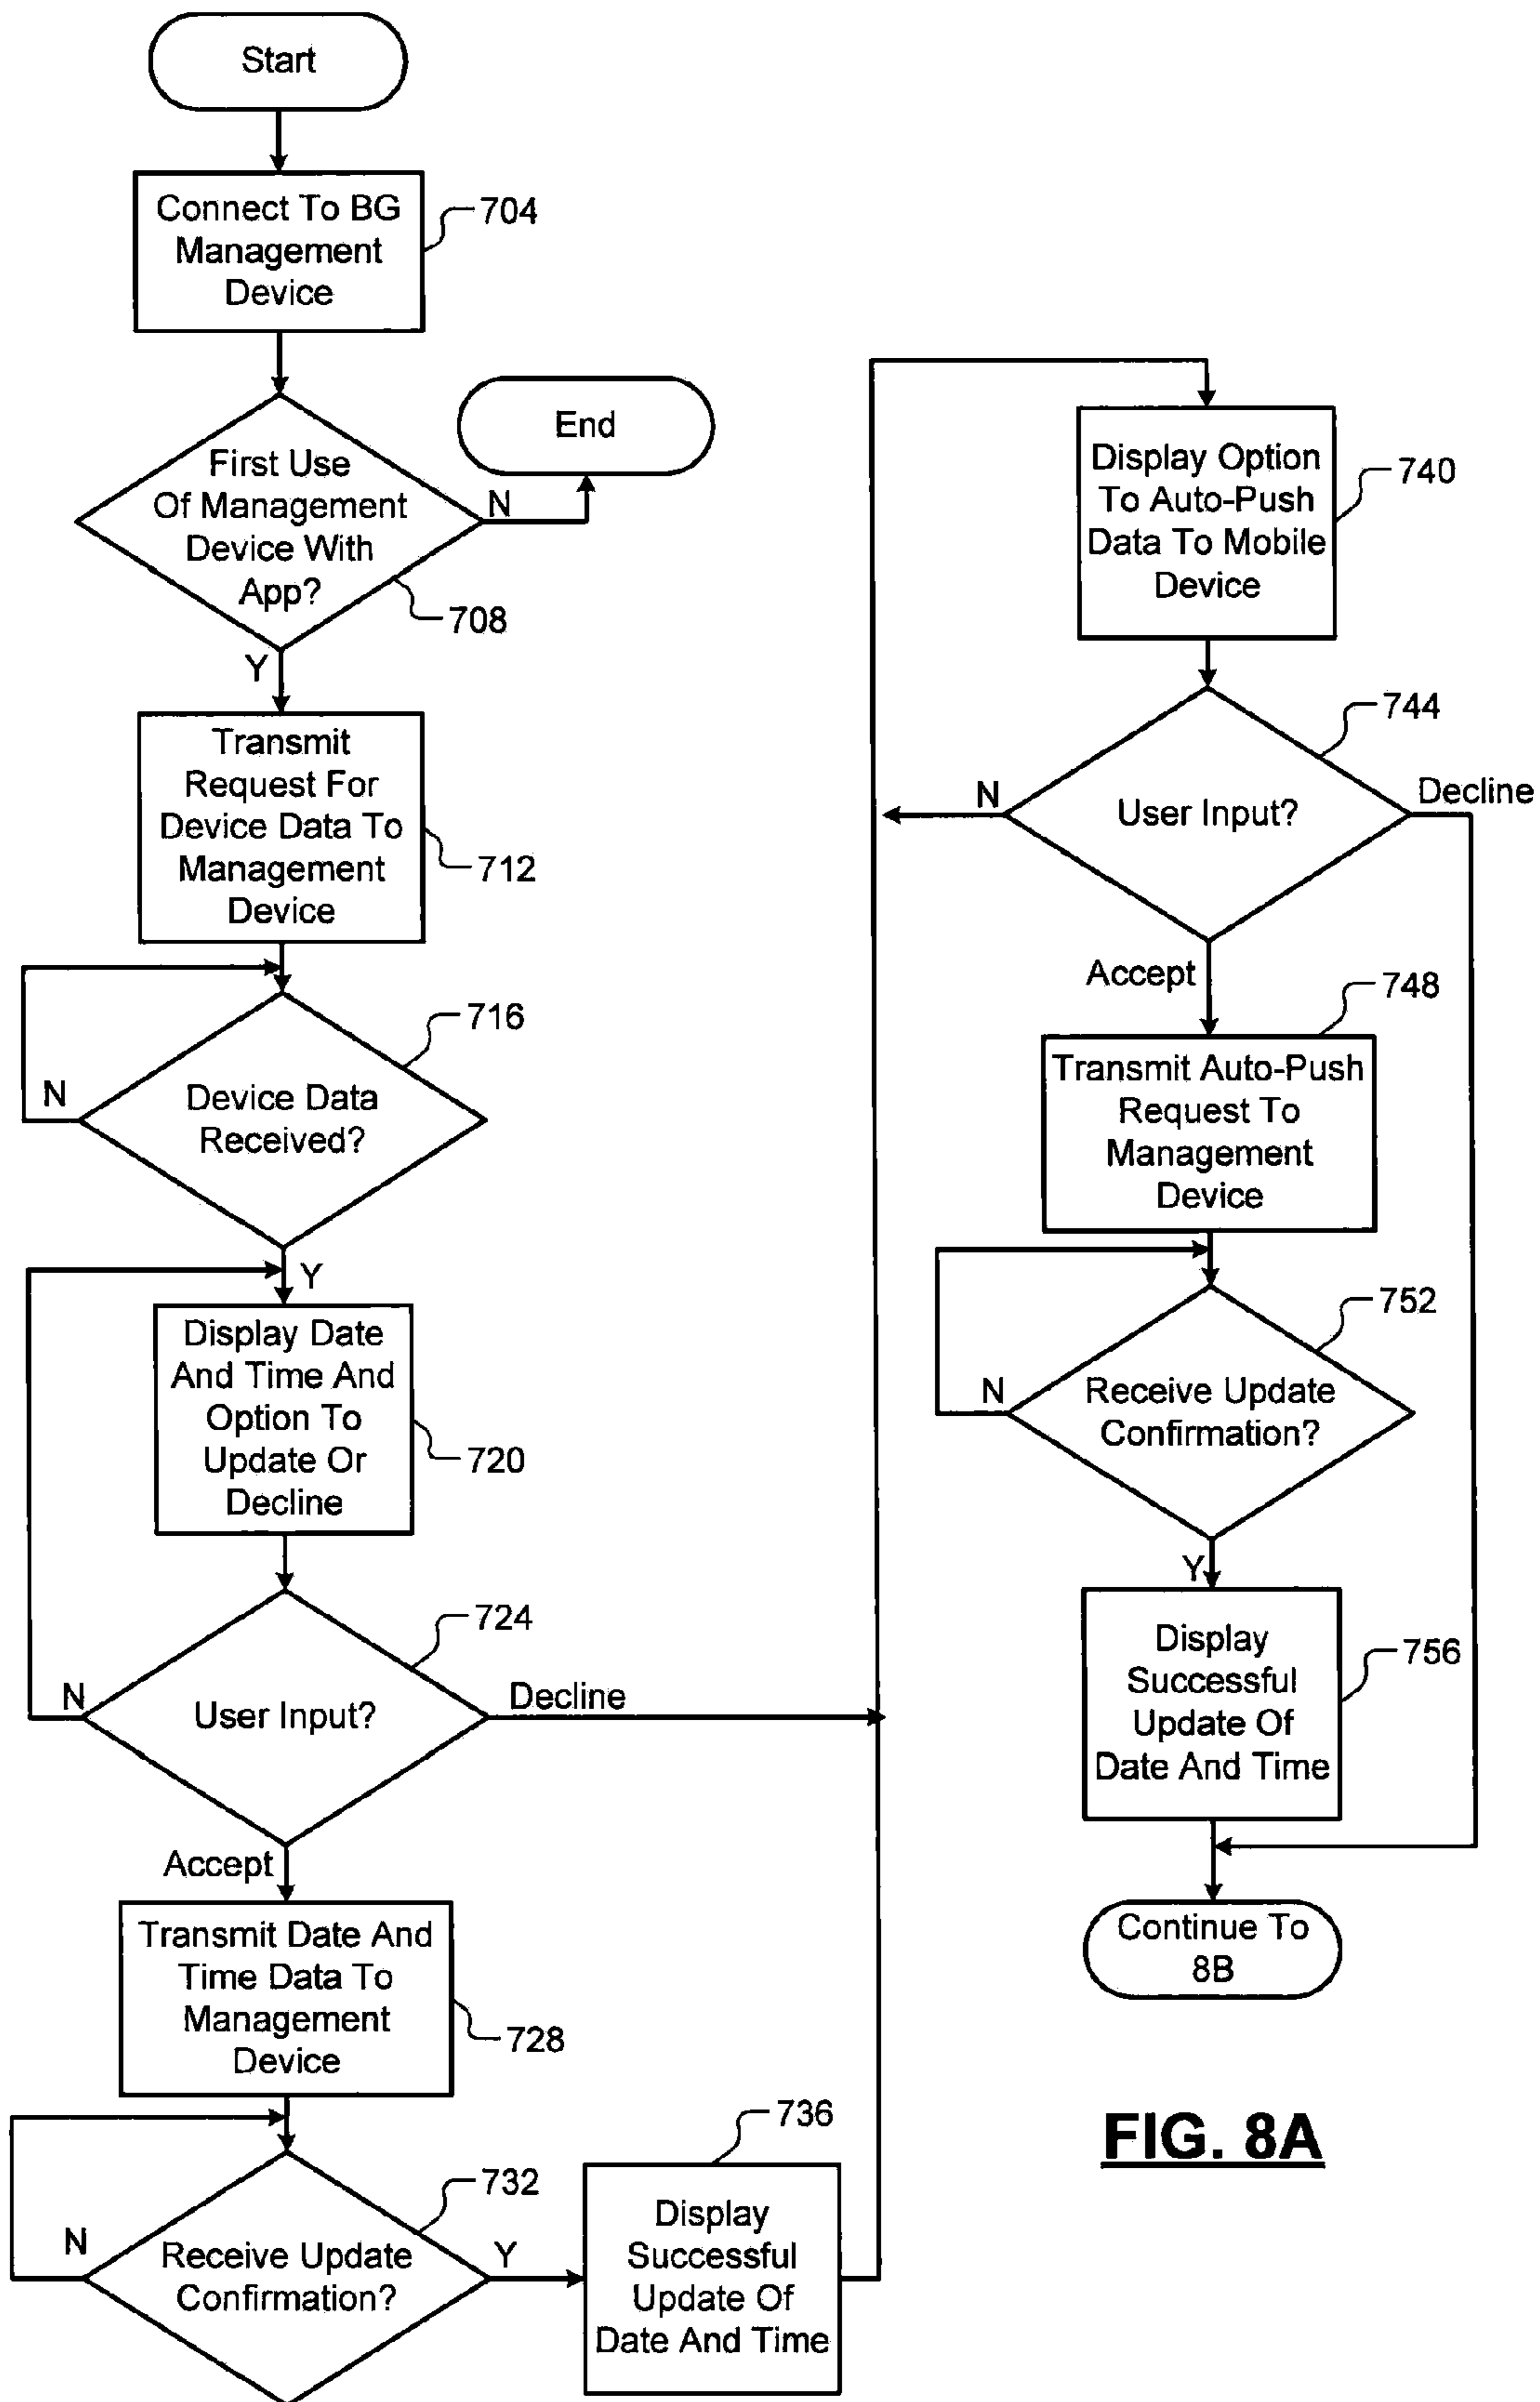 Start
Connect To BG
Management
Device
704
First Use
Of Management
Device With
App?
708
N
End
Y
Transmit
Request For
Device Data To
Management
Device
712
716
Device Data
Received?
N
Y
Display Date
And Time And
Option To
Update Or
Decline
720
724
User Input?
N
Decline
Accept
Transmit Date And
Time Data To
Management
Device
728
732
Receive Update
Confirmation?
N
Y
736
Display
Successful
Update Of
Date And Time
Display Option
To Auto-Push
Data To Mobile
Device
740
744
User Input?
N
Decline
Accept
748
Transmit Auto-Push
Request To
Management
Device
752
Receive Update
Confirmation?
N
Y
Display
Successful
Update Of
Date And Time
756
Continue To
8B
FIG. 8A